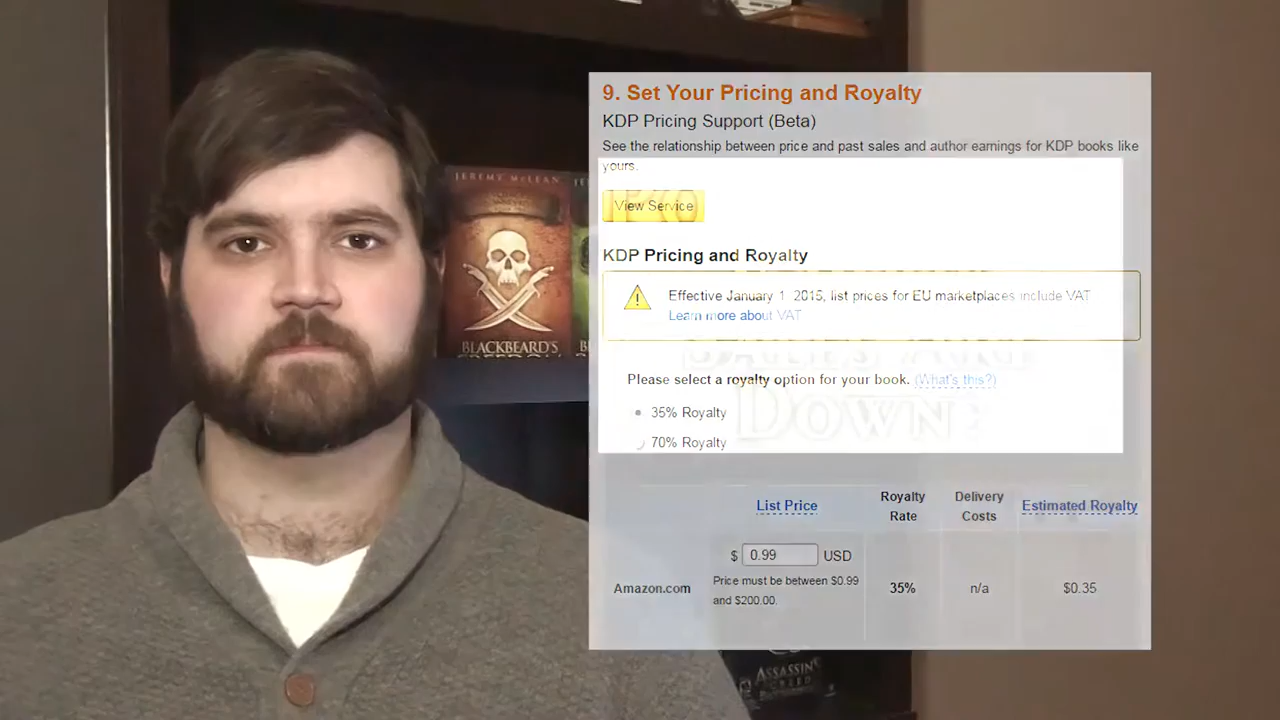 JEREMY MCLEAN
BLACKBEARD'S
9. Set Your Pricing and Royalty
KDP Pricing Support (Beta)
See the relationship between price and past sales and author earnings for KDP books like
yours.
View Service
KDP Pricing and Royalty
Effective January 1, 2015, list prices for EU marketplaces include VAT
Learn more about VAT
Please select a royalty option for your book. (What's this?)
35% Royalty
70% Royalty
DOWN
List Price
Royalty
Rate
Delivery
Costs
Estimated Royalty
$ 0.99 USD
Price must be between $0.99
and $200.00.
Amazon.com
35%
n/a
$0.35
ASSASSIN'S
CREED